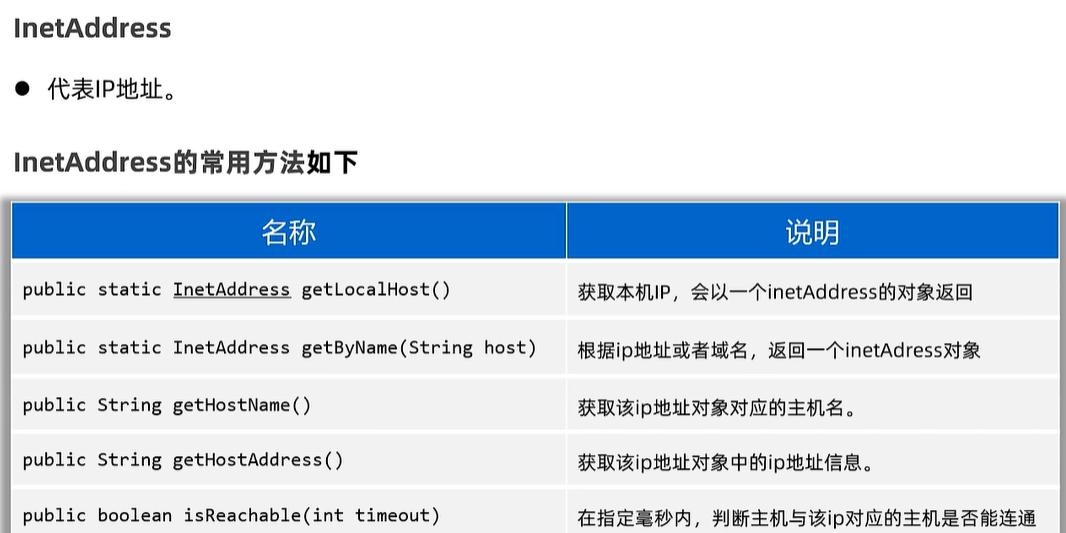 InetAddress
● 代表IP地址。
InetAddress的常用方法如下
名称 说明
public static InetAddress getLocalHost() 获取本机IP，会以一个inetAddress的对象返回
public static InetAddress getByName(String host) 根据ip地址或者域名，返回一个inetAdress对象
public String getHostName() 获取该ip地址对象对应的主机名。
public String getHostAddress() 获取该ip地址对象中的ip地址信息。
public boolean isReachable(int timeout) 在指定毫秒内，判断主机与该ip对应的主机是否能连通